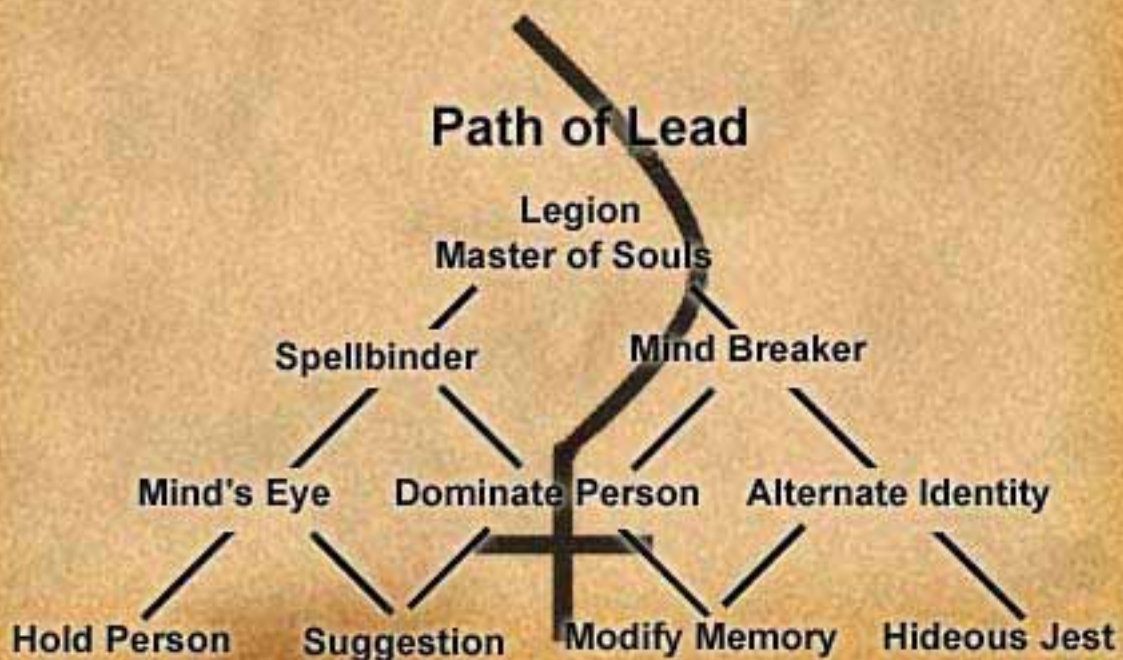 Path of Lead
Legion
Master of Souls
Spellbinder
Mind Breaker
Mind's Eye
Dominate Person
Alternate Identity
Hold Person
Suggestion
Modify Memory
Hideous Jest